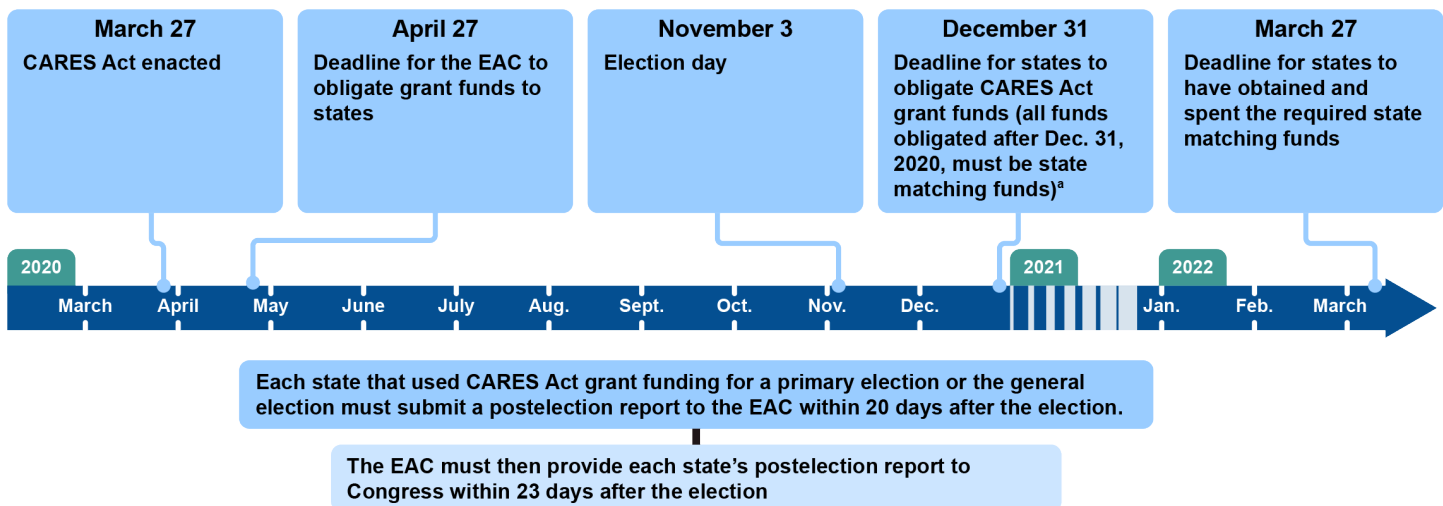 March 27
CARES Act enacted
April 27
Deadline for the EAC to
obligate grant funds to
states
November 3
Election day
December 31
Deadline for states to
obligate CARES Act
grant funds (all funds
obligated after Dec. 31,
2020, must be state
matching funds)ª
March 27
Deadline for states to
have obtained and
spent the required state
matching funds
2020
2021
2022
March
April
May
June
July
Aug.
Sept.
Oct.
Nov.
Dec.
Jan.
Feb.
March
Each state that used CARES Act grant funding for a primary election or the general
election must submit a postelection report to the EAC within 20 days after the election.
The EAC must then provide each state’s postelection report to
Congress within 23 days after the election